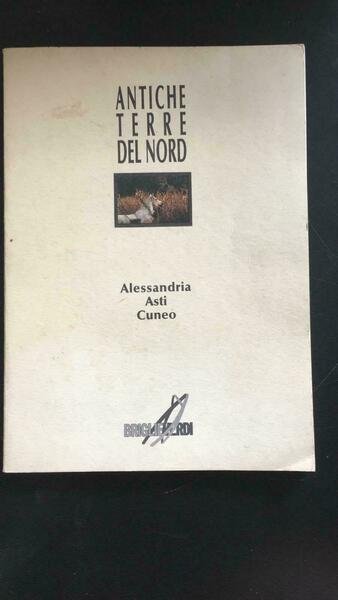 ANTICHE
TERRE
DEL NORD
Alessandria
Asti
Cuneo